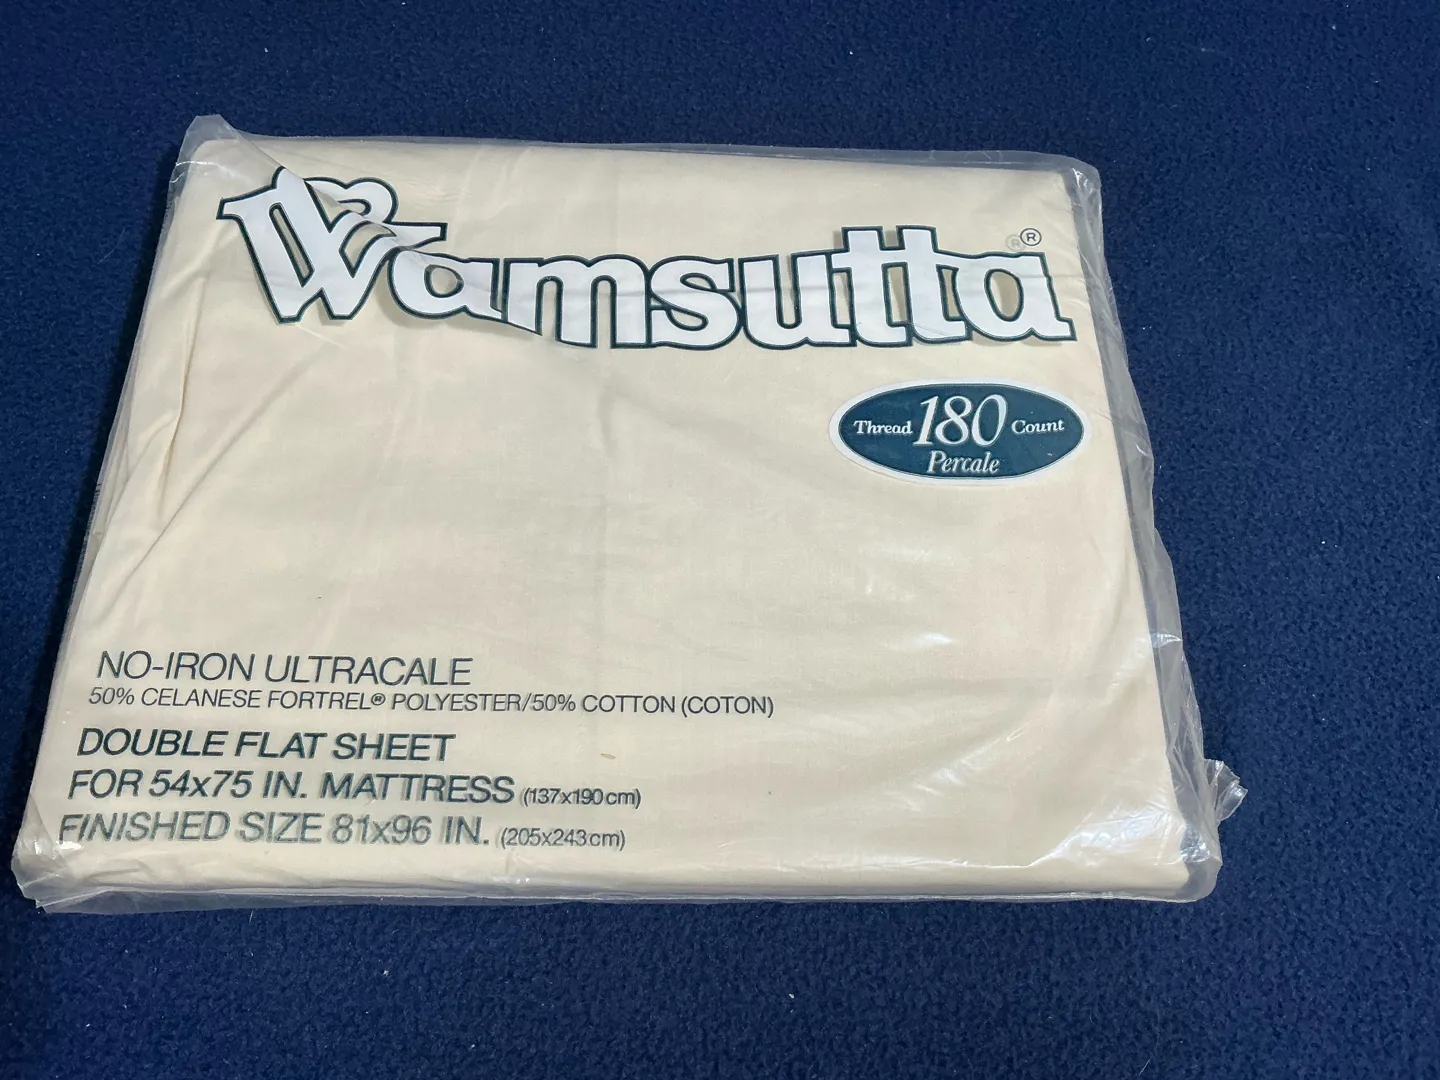 Wamsutta®
Thread 180 Count
Percale
NO-IRON ULTRACALE
50% CELANESE FORTREL® POLYESTER/50% COTTON (COTON)
DOUBLE FLAT SHEET
FOR 54x75 IN. MATTRESS (137x190cm)
FINISHED SIZE 81x96 IN. (205x243cm)